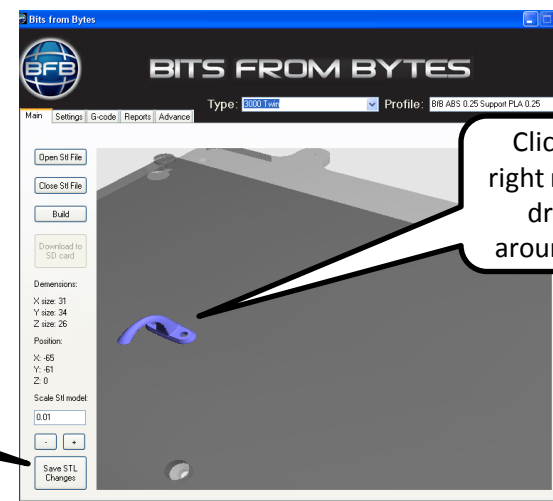 Bits from Bytes
BFB
BITS FROM BYTES
Type: 3000 Twin Profile: BfB ABS 0.25 Support PLA 0.25
Main Settings G-code Reports Advance
Open Stl File
Close Stl File
Build
Download to
SD card
Demensions:
X size: 31
Y size: 34
Z size: 26
Position:
X: -65
Y: -61
Z: 0
Scale Stl model:
0.01
- +
Save STL
Changes
right